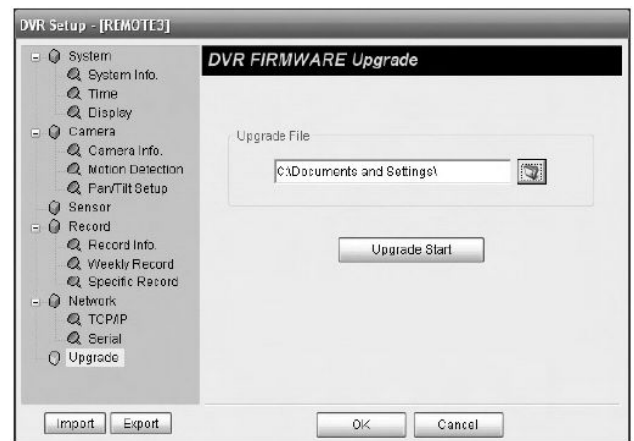 DVR Setup - [REMOTE3]
System
System Info.
Time
Display
Camera
Camera Info.
Motion Detection
Pan/Tilt Setup
Sensor
Record
Record Info.
Weekly Record
Specific Record
Network
TCP/IP
Serial
Upgrade
Import
Export
DVR FIRMWARE Upgrade
Upgrade File
C:\Documents and Settings\
Upgrade Start
OK
Cancel